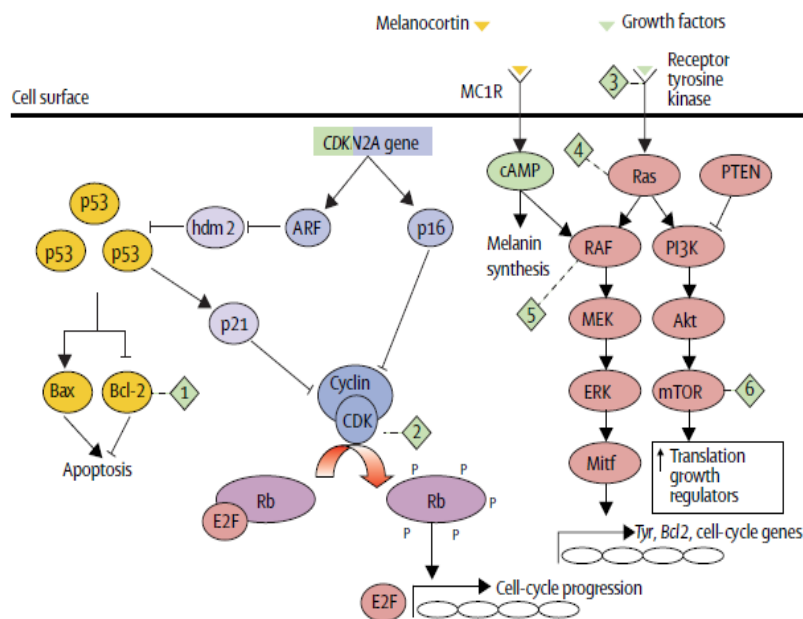 Melanocortin
Growth factors
Cell surface
MC1R
3
Receptor
tyrosine
kinase
CDKN2A gene
4
cAMP
Ras
PTEN
p53
p53
p53
hdm 2
ARF
p16
Melanin
synthesis
RAF
PI3K
p21
5
MEK
Akt
Bax
Bcl-2
1
Cyclin
CDK
2
ERK
mTOR
6
Apoptosis
Mitf
Translation
growth
regulators
Rb
E2F
P
P
P
P
P
Rb
Tyr, Bcl2, cell-cycle genes
E2F
Cell-cycle progression